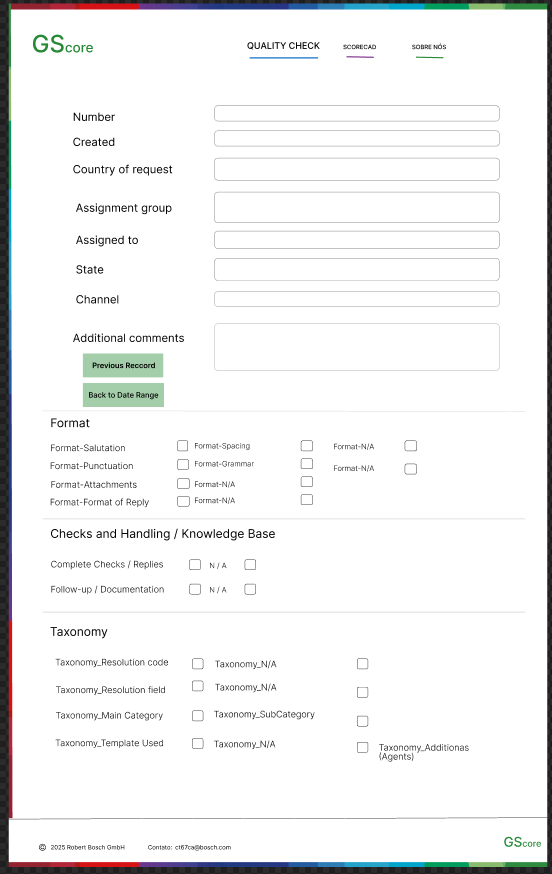 GScore
QUALITY CHECK SCORECAD SOBRE NÓS
Number
Created
Country of request
Assignment group
Assigned to
State
Channel
Additional comments
Previous Reccord
Back to Date Range
Format
Format-Salutation Format-Spacing Format-N/A
Format-Punctuation Format-Grammar Format-N/A
Format-Attachments Format-N/A
Format-Format of Reply Format-N/A
Checks and Handling / Knowledge Base
Complete Checks / Replies N / A
Follow-up / Documentation N / A
Taxonomy
Taxonomy_Resolution code Taxonomy_N/A
Taxonomy_Resolution field Taxonomy_N/A
Taxonomy_Main Category Taxonomy_SubCategory
Taxonomy_Template Used Taxonomy_N/A Taxonomy_Additionas
(Agents)
GScore
© 2025 Robert Bosch GmbH Contato: ct67ca@bosch.com